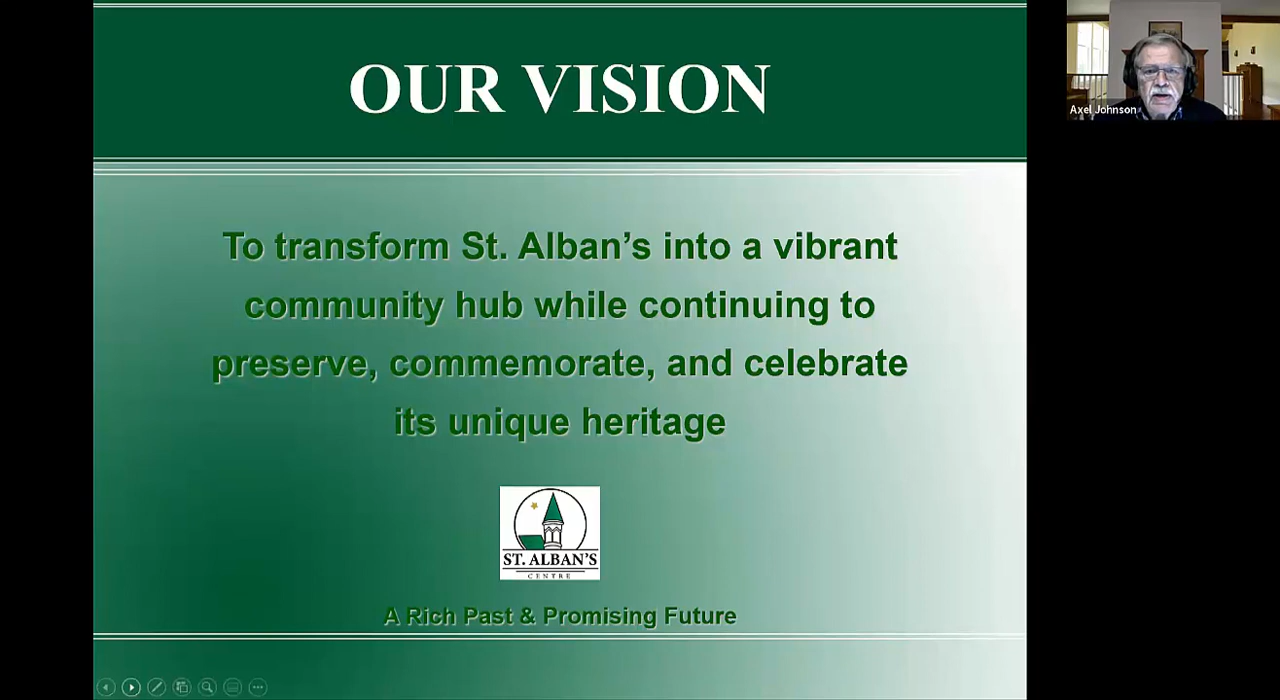 OUR VISION
Axel Johnson
To transform St. Alban’s into a vibrant
community hub while continuing to
preserve, commemorate, and celebrate
its unique heritage
ST. ALBAN'S
CENTRE
A Rich Past & Promising Future